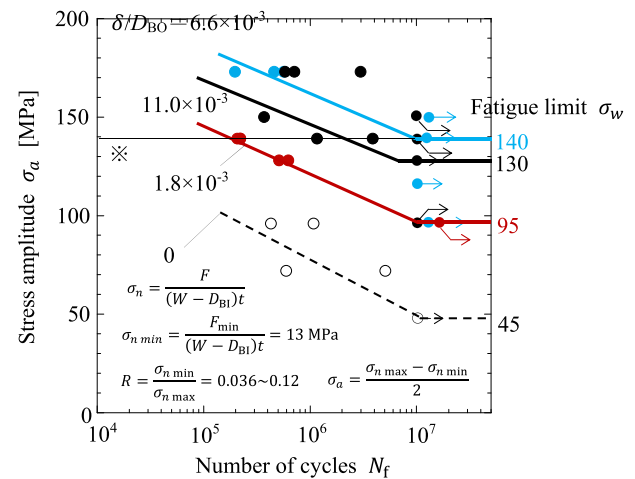 δ/D_BO=6.6×10⁻³
200
150
100
50
0
Stress amplitude σ_a [MPa]
11.0×10⁻³
※
1.8×10⁻³
0
Fatigue limit σ_w
140
130
95
45
σ_n = F / ((W − D_BI)t)
σ_n min = F_min / ((W − D_BI)t) = 13 MPa
R = σ_n min / σ_n max = 0.036~0.12
σ_a = (σ_n max − σ_n min) / 2
10⁴ 10⁵ 10⁶ 10⁷
Number of cycles N_f